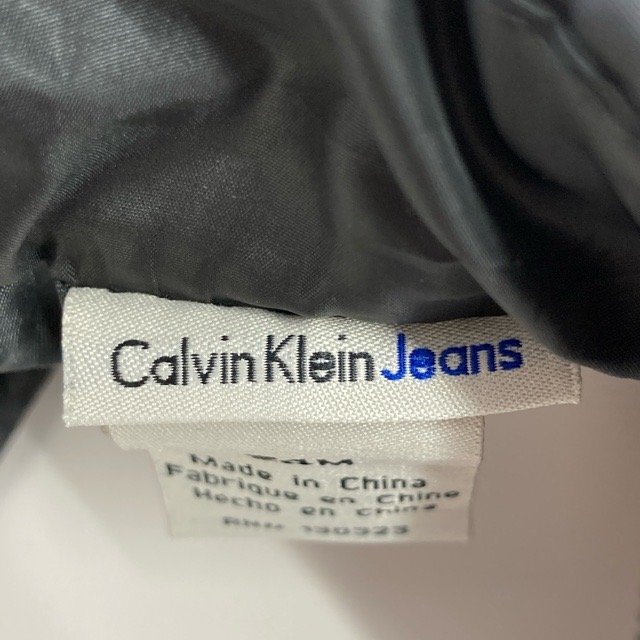 Calvin Klein Jeans
Made in China
Fabrique en Chine
Hecho en China